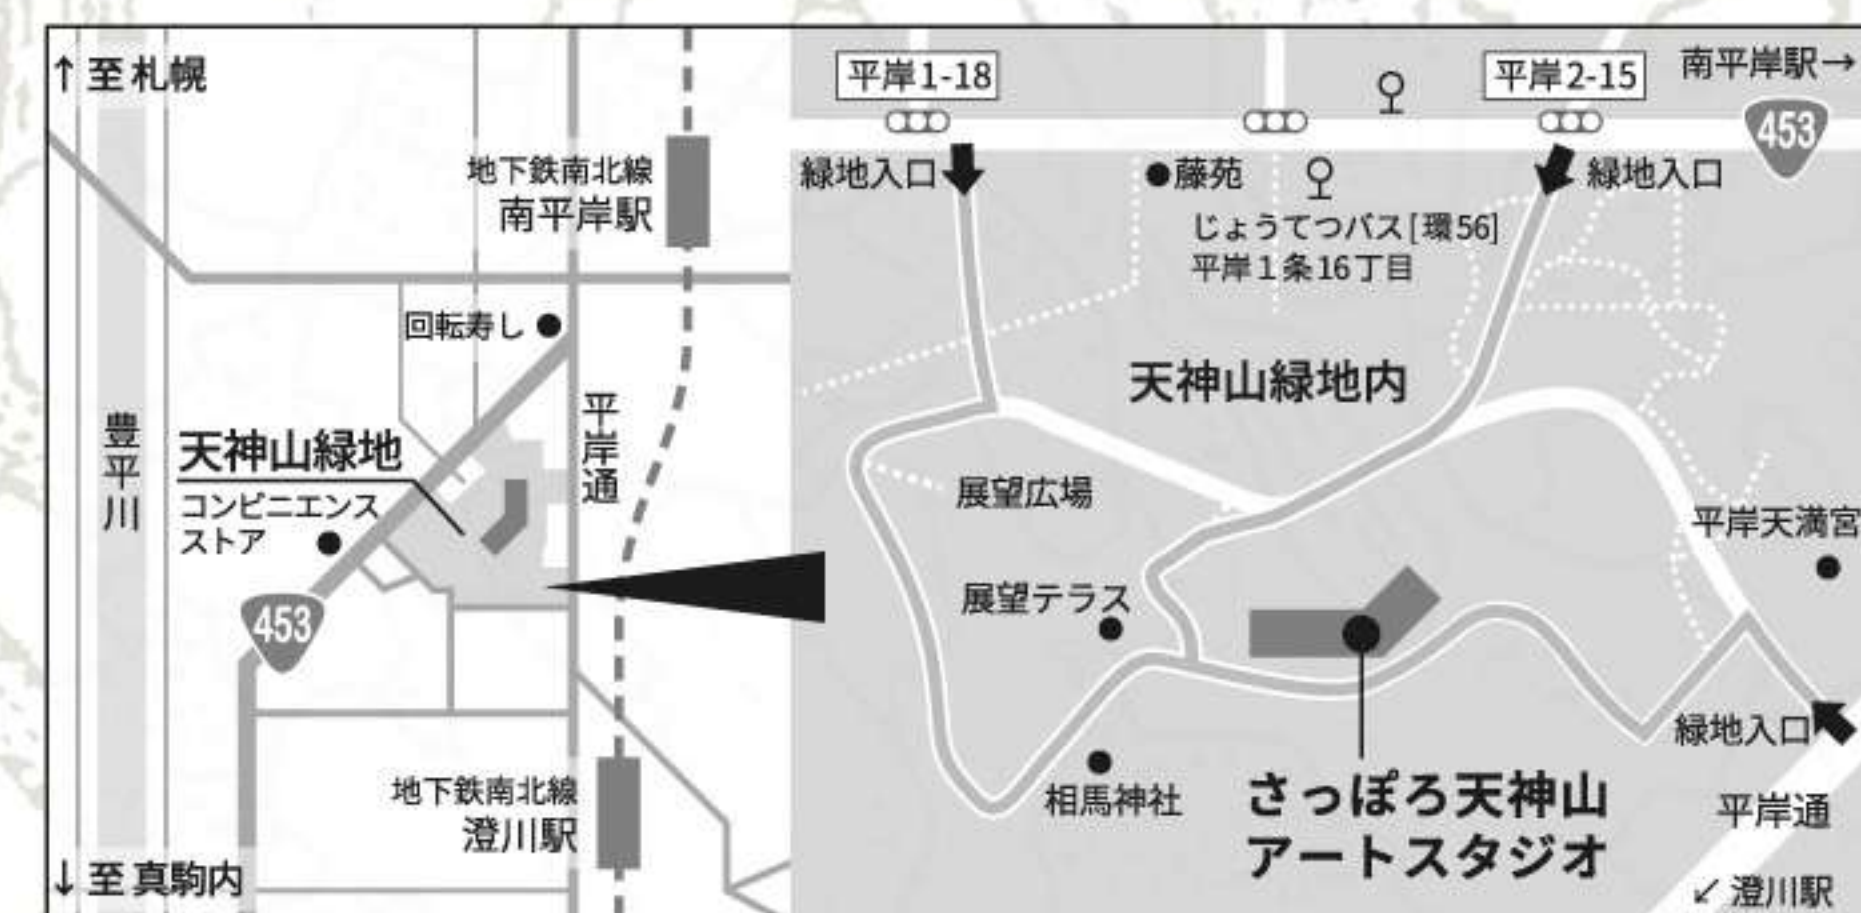 ↑至 札幌
地下鉄南北線
南平岸駅
回転寿し
平岸通
豊平川
天神山緑地
コンビニエンス
ストア
453
地下鉄南北線
澄川駅
↓至 真駒内
平岸1-18
平岸2-15
南平岸駅→
453
緑地入口
藤苑
緑地入口
じょうてつバス[環56]
平岸1条16丁目
天神山緑地内
展望広場
平岸天満宮
展望テラス
緑地入口
相馬神社
さっぽろ天神山
アートスタジオ
平岸通
↙澄川駅